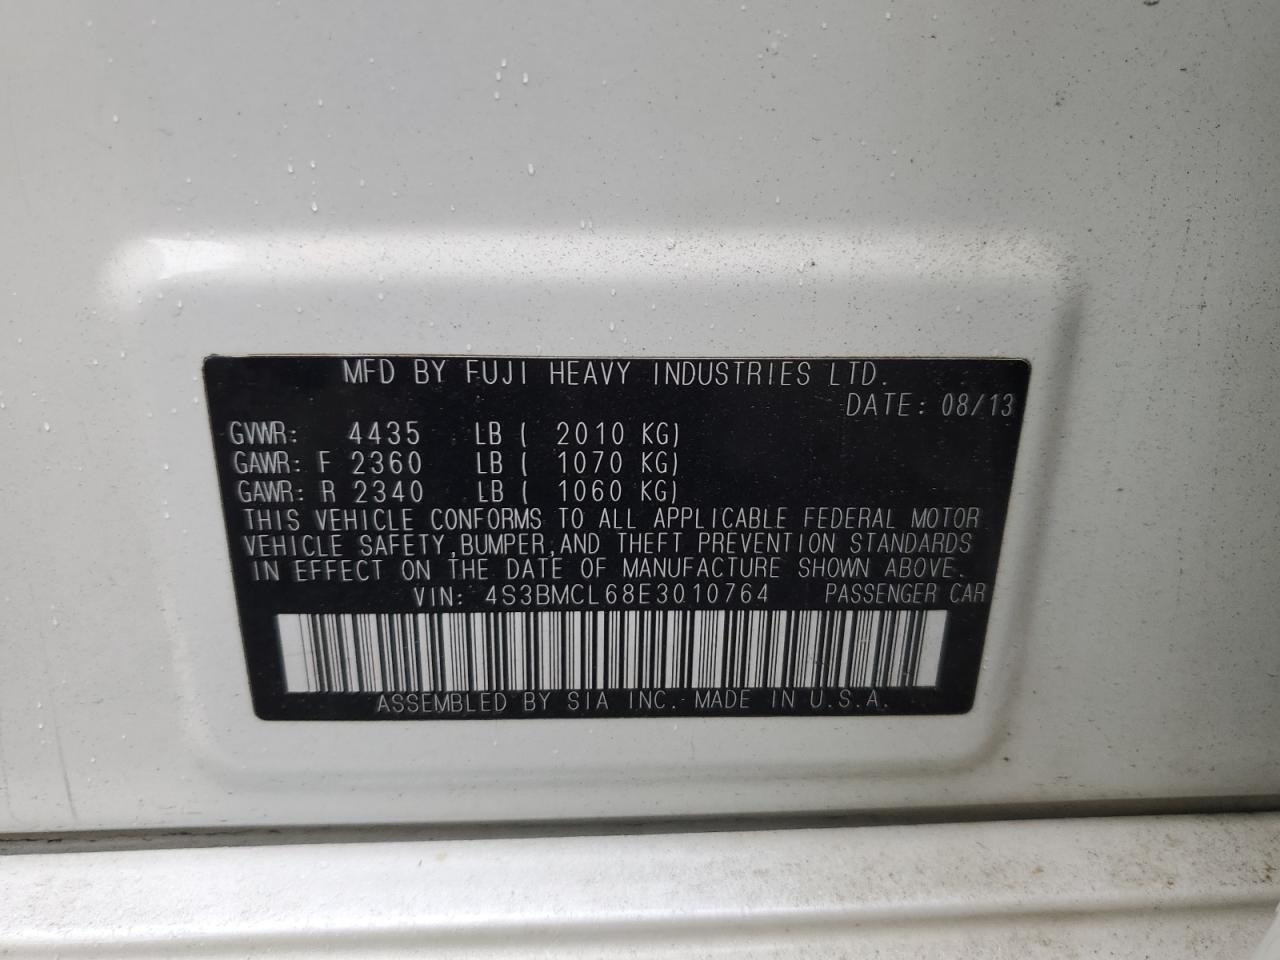 MFD BY FUJI HEAVY INDUSTRIES LTD.
DATE: 08/13
GVWR: 4435 LB ( 2010 KG)
GAWR: F 2360 LB ( 1070 KG)
GAWR: R 2340 LB ( 1060 KG)
THIS VEHICLE CONFORMS TO ALL APPLICABLE FEDERAL MOTOR
VEHICLE SAFETY,BUMPER,AND THEFT PREVENTION STANDARDS
IN EFFECT ON THE DATE OF MANUFACTURE SHOWN ABOVE.
VIN: 4S3BMCL68E3010764 PASSENGER CAR
ASSEMBLED BY SIA INC. MADE IN U.S.A.